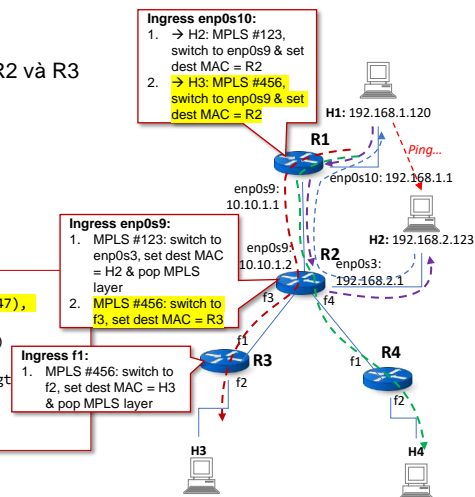 R2 và R3
Ingress enp0s10:
1. → H2: MPLS #123,
switch to enp0s9 & set
dest MAC = R2
2. → H3: MPLS #456,
switch to enp0s9 & set
dest MAC = R2
H1: 192.168.1.120
R1
Ping...
enp0s10: 192.168.1.1
enp0s9:
10.10.1.1
H2: 192.168.2.123
Ingress enp0s9:
1. MPLS #123: switch to
enp0s3, set dest MAC
= H2 & pop MPLS
layer
2. MPLS #456: switch to
f3, set dest MAC = R3
enp0s9:
10.10.1.2
R2
enp0s3:
192.168.2.1
f3
f4
47),
)
gt
Ingress f1:
1. MPLS #456: switch to
f2, set dest MAC = H3
& pop MPLS layer
f1
R3
f2
f1
R4
f2
H3
H4